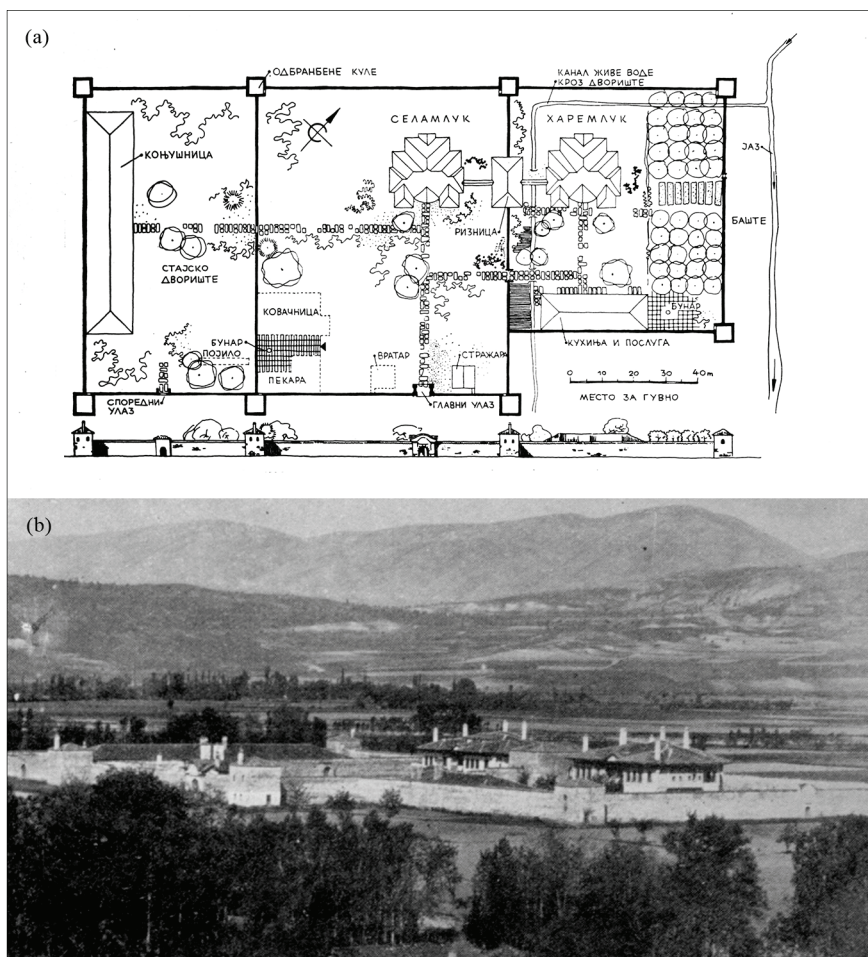 (a)
ОДБРАНБЕНЕ КУЛЕ
КАНАЛ ЖИВЕ ВОДЕ
КРОЗ ДВОРИШТЕ
СЕЛАМЛУК
ХАРЕМЛУК
КОЊУШНИЦА
ЈАЗ
БАШТЕ
РИЗНИЦА
СТАЈСКО
ДВОРИШТЕ
КОВАЧНИЦА
БУНАР
БУНАР
ПОЈИЛО
КУХИЊА И ПОСЛУГА
ВРАТАР
СТРАЖАРА
ПЕКАРА
0 10 20 30 40m
СПОРЕДНИ
УЛАЗ
ГЛАВНИ УЛАЗ
МЕСТО ЗА ГУВНО
(b)